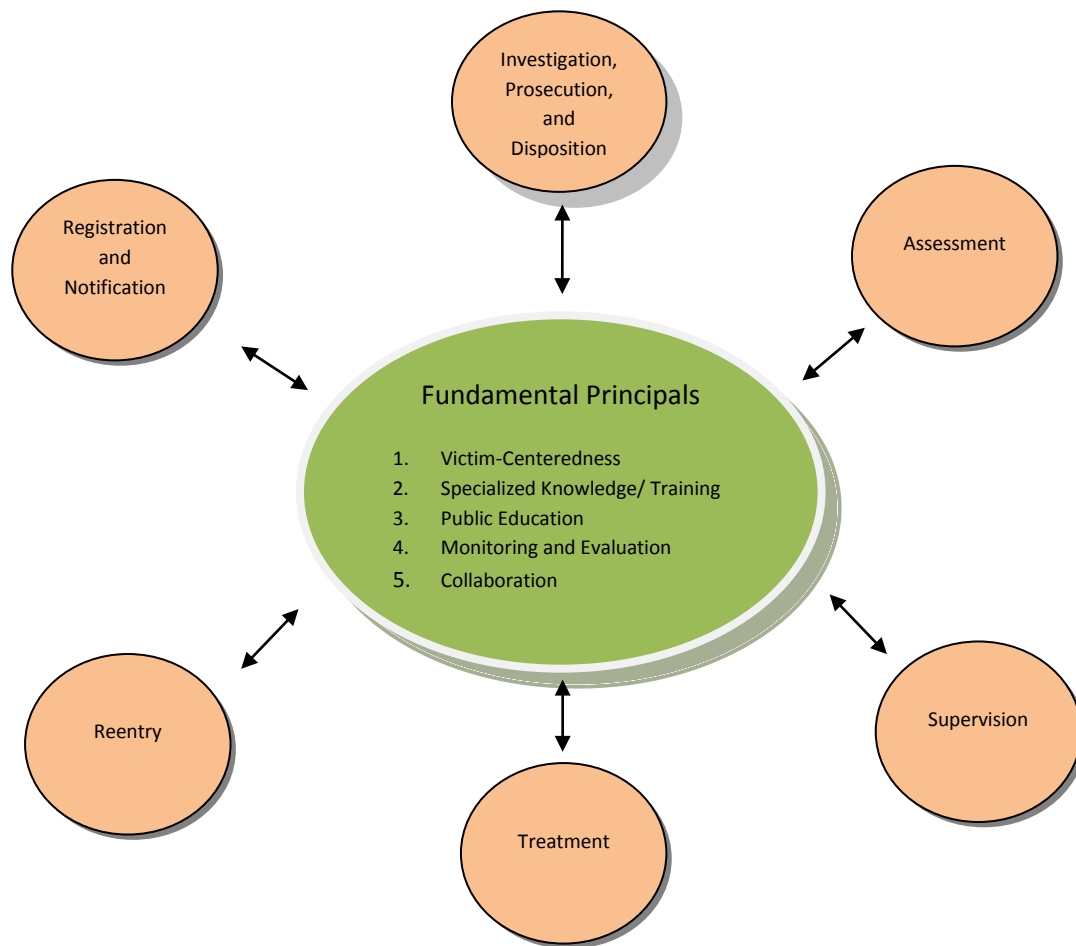 Investigation,
Prosecution,
and
Disposition
Registration
and
Notification
Assessment
Fundamental Principals
1. Victim-Centeredness
2. Specialized Knowledge/ Training
3. Public Education
4. Monitoring and Evaluation
5. Collaboration
Reentry
Supervision
Treatment